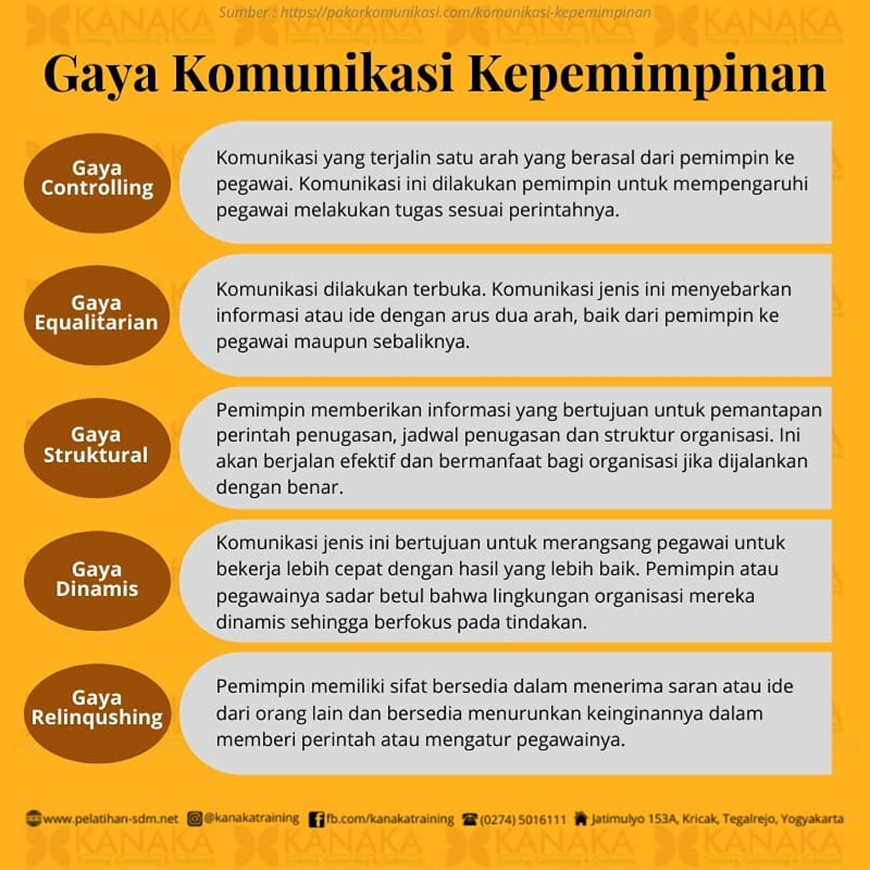 Sumber : https://pakarkomunikasi.com/komunikasi-kepemimpinan
Gaya Komunikasi Kepemimpinan
Gaya
Controlling
Komunikasi yang terjalin satu arah yang berasal dari pemimpin ke
pegawai. Komunikasi ini dilakukan pemimpin untuk mempengaruhi
pegawai melakukan tugas sesuai perintahnya.
Gaya
Equalitarian
Komunikasi dilakukan terbuka. Komunikasi jenis ini menyebarkan
informasi atau ide dengan arus dua arah, baik dari pemimpin ke
pegawai maupun sebaliknya.
Gaya
Struktural
Pemimpin memberikan informasi yang bertujuan untuk pemantapan
perintah penugasan, jadwal penugasan dan struktur organisasi. Ini
akan berjalan efektif dan bermanfaat bagi organisasi jika dijalankan
dengan benar.
Gaya
Dinamis
Komunikasi jenis ini bertujuan untuk merangsang pegawai untuk
bekerja lebih cepat dengan hasil yang lebih baik. Pemimpin atau
pegawainya sadar betul bahwa lingkungan organisasi mereka
dinamis sehingga berfokus pada tindakan.
Gaya
Relinqushing
Pemimpin memiliki sifat bersedia dalam menerima saran atau ide
dari orang lain dan bersedia menurunkan keinginannya dalam
memberi perintah atau mengatur pegawainya.
www.pelatihan-sdm.net @kanakatraining fb.com/kanakatraining (0274) 5016111 Jatimulyo 153A, Kricak, Tegalrejo, Yogyakarta
KANAKA KANAKA KANAKA KANAKA